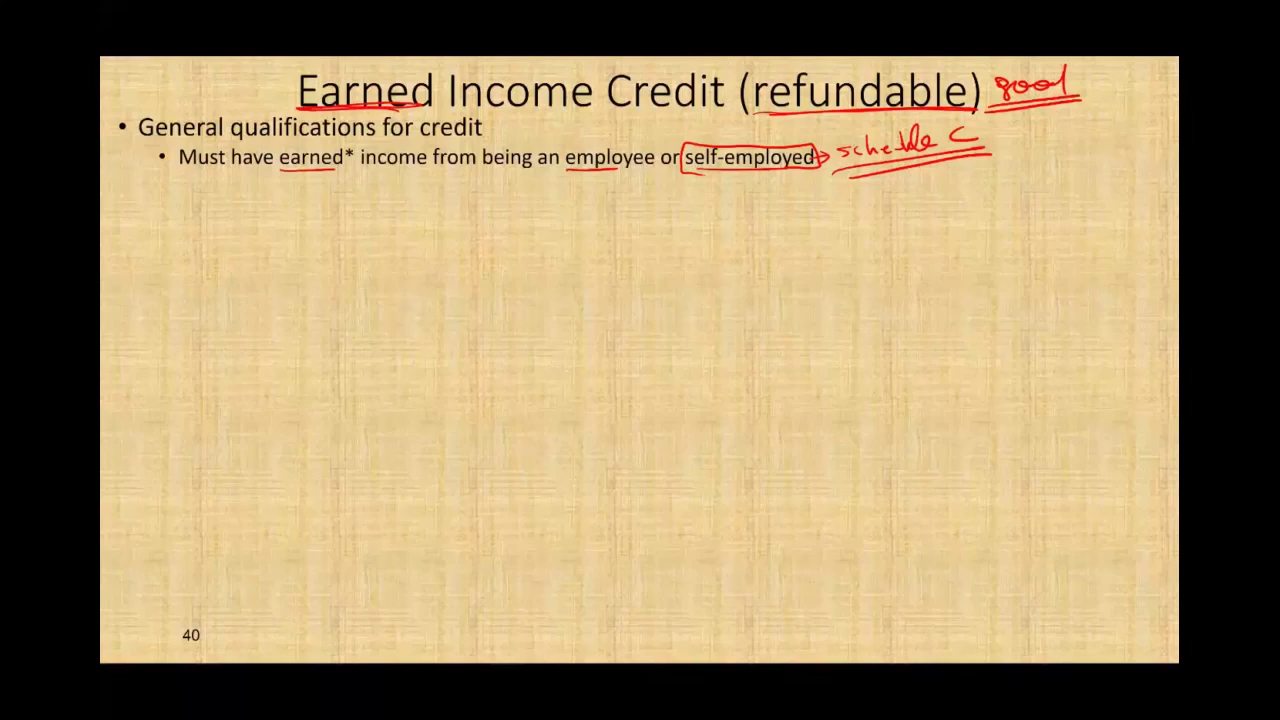 Earned Income Credit (refundable) good
• General qualifications for credit
• Must have earned* income from being an employee or self-employed schedule C
40